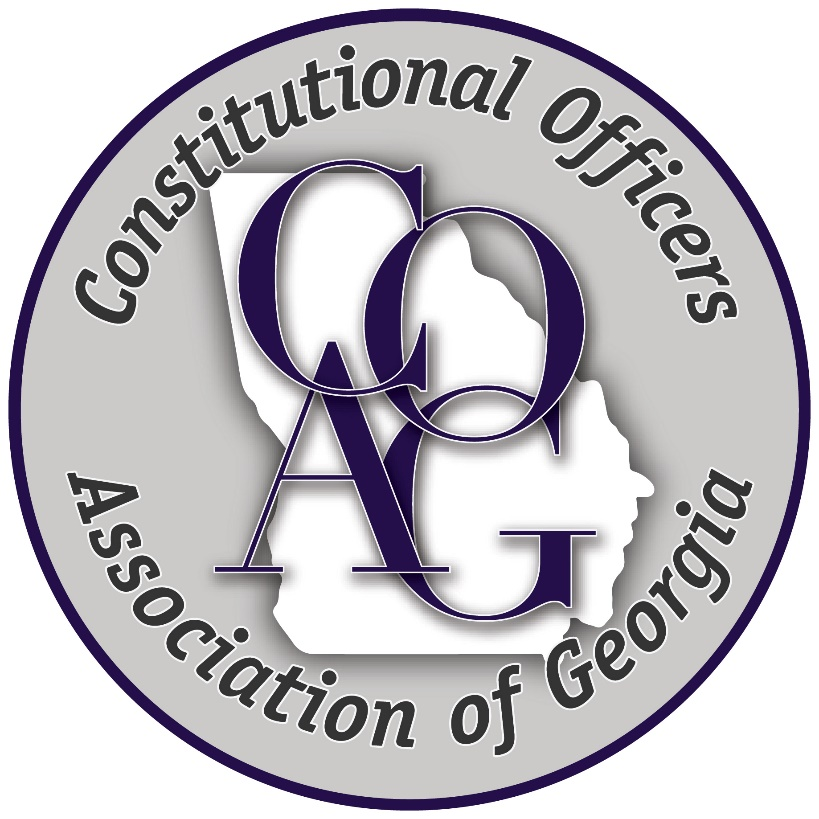 Constitutional Officers
COAG
Association of Georgia